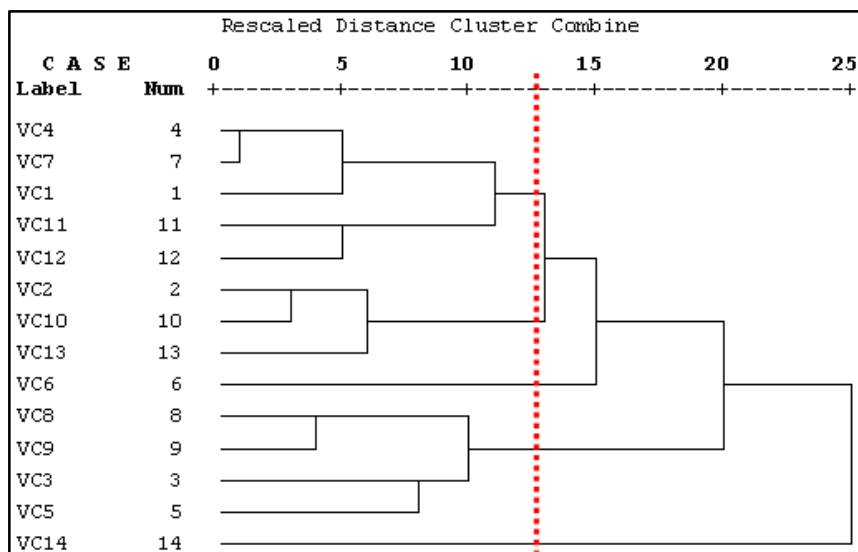 Rescaled Distance Cluster Combine
C A S E 0 5 10 15 20 25
Label Num +---------+---------+---------+---------+---------+
VC4 4
VC7 7
VC1 1
VC11 11
VC12 12
VC2 2
VC10 10
VC13 13
VC6 6
VC8 8
VC9 9
VC3 3
VC5 5
VC14 14